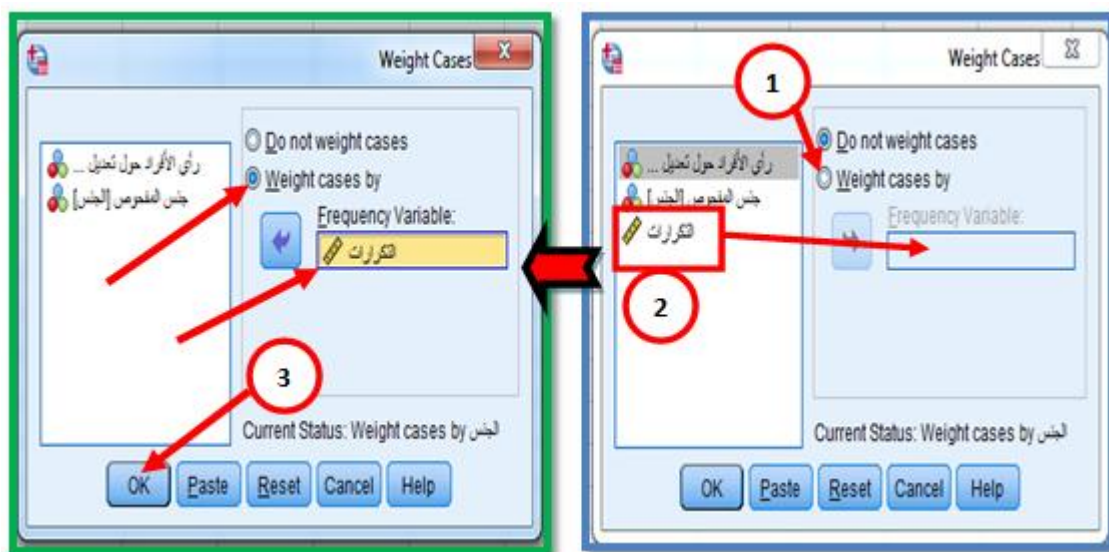 Weight Cases
رأي الأفراد حول تعديل ...
جنس المفحوص [الجنس]
Do not weight cases
Weight cases by
Frequency Variable:
التكرارات
3
Current Status: Weight cases by الجنس
OK Paste Reset Cancel Help
Weight Cases
1
رأي الأفراد حول تعديل ...
جنس المفحوص [الجنس]
التكرارات
2
Do not weight cases
Weight cases by
Frequency Variable:
Current Status: Weight cases by الجنس
OK Paste Reset Cancel Help